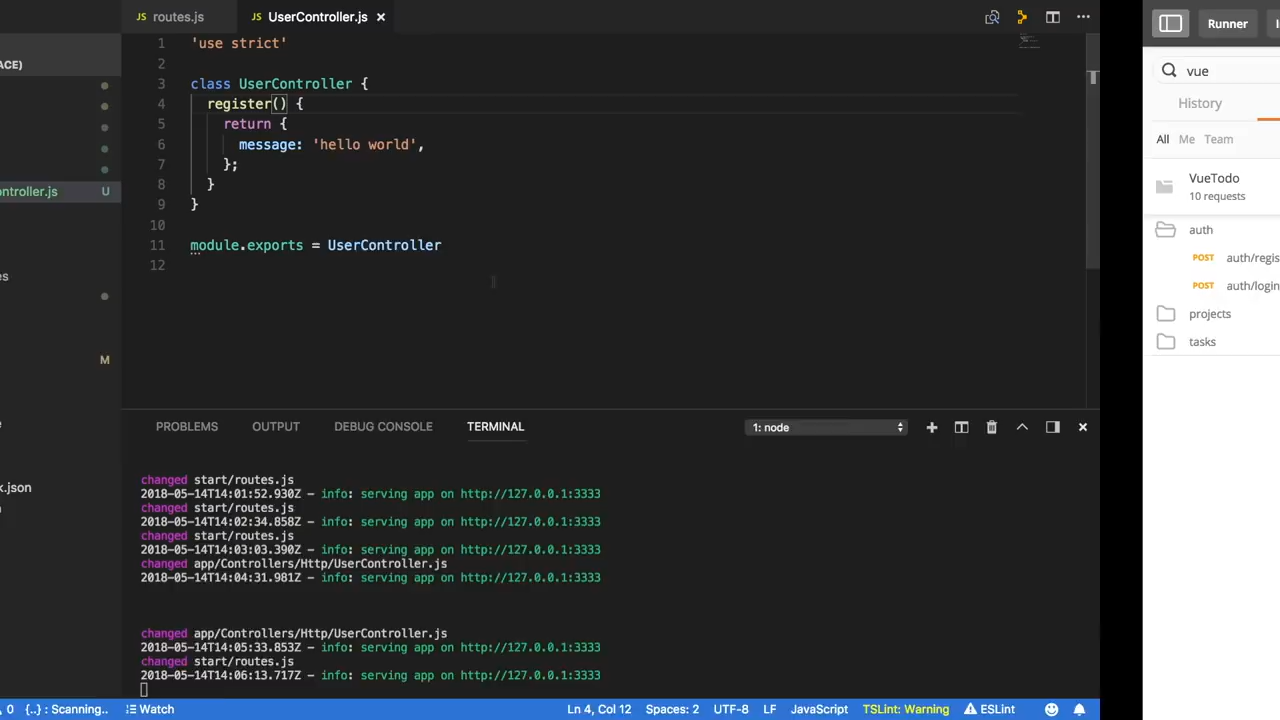 JS routes.js
JS UserController.js ×
Runner
1 'use strict'
2
ACE)
vue
3 class UserController {
4 register() {
History
5 return {
6 message: 'hello world',
All Me Team
7 };
8 }
VueTodo
ontroller.js U
10 requests
9 }
10
auth
11 module.exports = UserController
POST auth/regis
12
es
POST auth/login
projects
tasks
M
PROBLEMS OUTPUT DEBUG CONSOLE TERMINAL 1: node
changed start/routes.js
k.json
2018-05-14T14:01:52.930Z - info: serving app on http://127.0.0.1:3333
changed start/routes.js
2018-05-14T14:02:34.858Z - info: serving app on http://127.0.0.1:3333
changed start/routes.js
2018-05-14T14:03:03.390Z - info: serving app on http://127.0.0.1:3333
changed app/Controllers/Http/UserController.js
2018-05-14T14:04:31.981Z - info: serving app on http://127.0.0.1:3333
changed app/Controllers/Http/UserController.js
2018-05-14T14:05:33.853Z - info: serving app on http://127.0.0.1:3333
changed start/routes.js
2018-05-14T14:06:13.717Z - info: serving app on http://127.0.0.1:3333
0 {..} : Scanning.. Watch Ln 4, Col 12 Spaces: 2 UTF-8 LF JavaScript TSLint: Warning ESLint